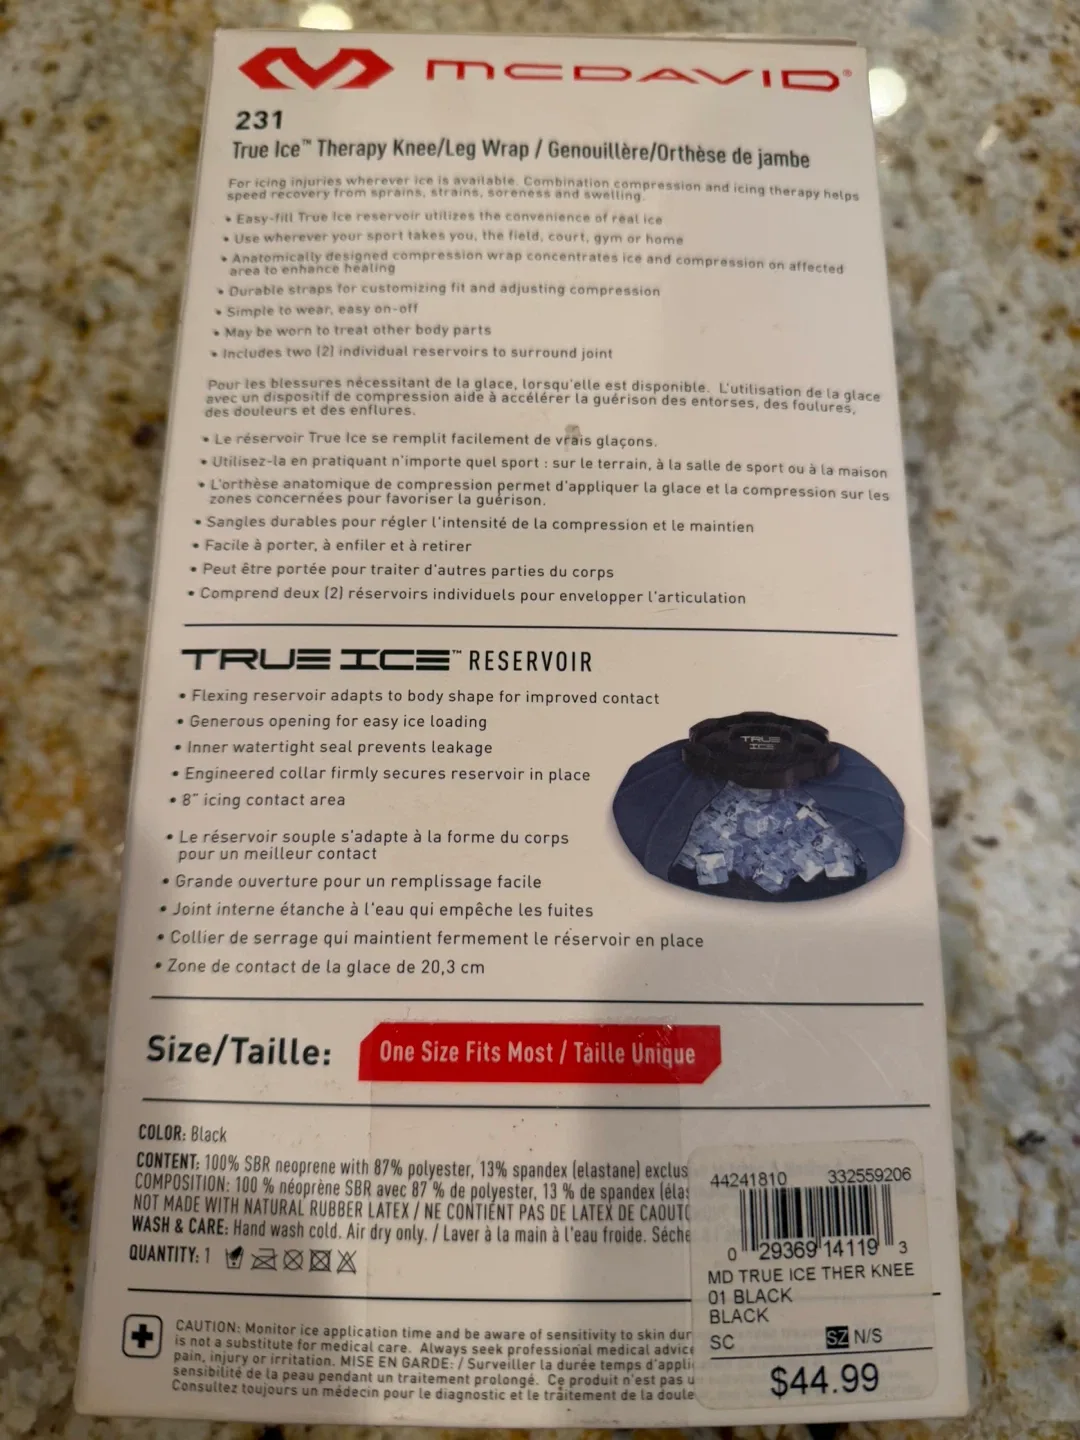 McDAVID®
231
True Ice™ Therapy Knee/Leg Wrap / Genouillère/Orthèse de jambe
For icing injuries wherever ice is available. Combination compression and icing therapy helps
speed recovery from sprains, strains, soreness and swelling.
• Easy-fill True Ice reservoir utilizes the convenience of real ice
• Use wherever your sport takes you, the field, court, gym or home
• Anatomically designed compression wrap concentrates ice and compression on affected
area to enhance healing
• Durable straps for customizing fit and adjusting compression
• Simple to wear, easy on-off
• May be worn to treat other body parts
• Includes two (2) individual reservoirs to surround joint
Pour les blessures nécessitant de la glace, lorsqu'elle est disponible. L'utilisation de la glace
avec un dispositif de compression aide à accélérer la guérison des entorses, des foulures,
des douleurs et des enflures.
• Le réservoir True Ice se remplit facilement de vrais glaçons.
• Utilisez-la en pratiquant n'importe quel sport : sur le terrain, à la salle de sport ou à la maison
• L'orthèse anatomique de compression permet d'appliquer la glace et la compression sur les
zones concernées pour favoriser la guérison.
• Sangles durables pour régler l'intensité de la compression et le maintien
• Facile à porter, à enfiler et à retirer
• Peut être portée pour traiter d'autres parties du corps
• Comprend deux (2) réservoirs individuels pour envelopper l'articulation
TRUE ICE™ RESERVOIR
• Flexing reservoir adapts to body shape for improved contact
• Generous opening for easy ice loading
• Inner watertight seal prevents leakage
• Engineered collar firmly secures reservoir in place
• 8" icing contact area
TRUE
ICE
• Le réservoir souple s'adapte à la forme du corps
pour un meilleur contact
• Grande ouverture pour un remplissage facile
• Joint interne étanche à l'eau qui empêche les fuites
• Collier de serrage qui maintient fermement le réservoir en place
• Zone de contact de la glace de 20,3 cm
Size/Taille: One Size Fits Most / Taille Unique
COLOR: Black
CONTENT: 100% SBR neoprene with 87% polyester, 13% spandex (elastane) exclus
COMPOSITION: 100 % néoprène SBR avec 87 % de polyester, 13 % de spandex (élas
NOT MADE WITH NATURAL RUBBER LATEX / NE CONTIENT PAS DE LATEX DE CAOUTC
WASH & CARE: Hand wash cold. Air dry only. / Laver à la main à l'eau froide. Séche
QUANTITY: 1
CAUTION: Monitor ice application time and be aware of sensitivity to skin dur
is not a substitute for medical care. Always seek professional medical advice
pain, injury or irritation. MISE EN GARDE: / Surveiller la durée temps d'appli
sensibilité de la peau pendant un traitement prolongé. Ce produit n'est pas u
Consultez toujours un médecin pour le diagnostic et le traitement de la doule
44241810 332559206
0 29369 14119 3
MD TRUE ICE THER KNEE
01 BLACK
BLACK
SC SZ N/S
$44.99